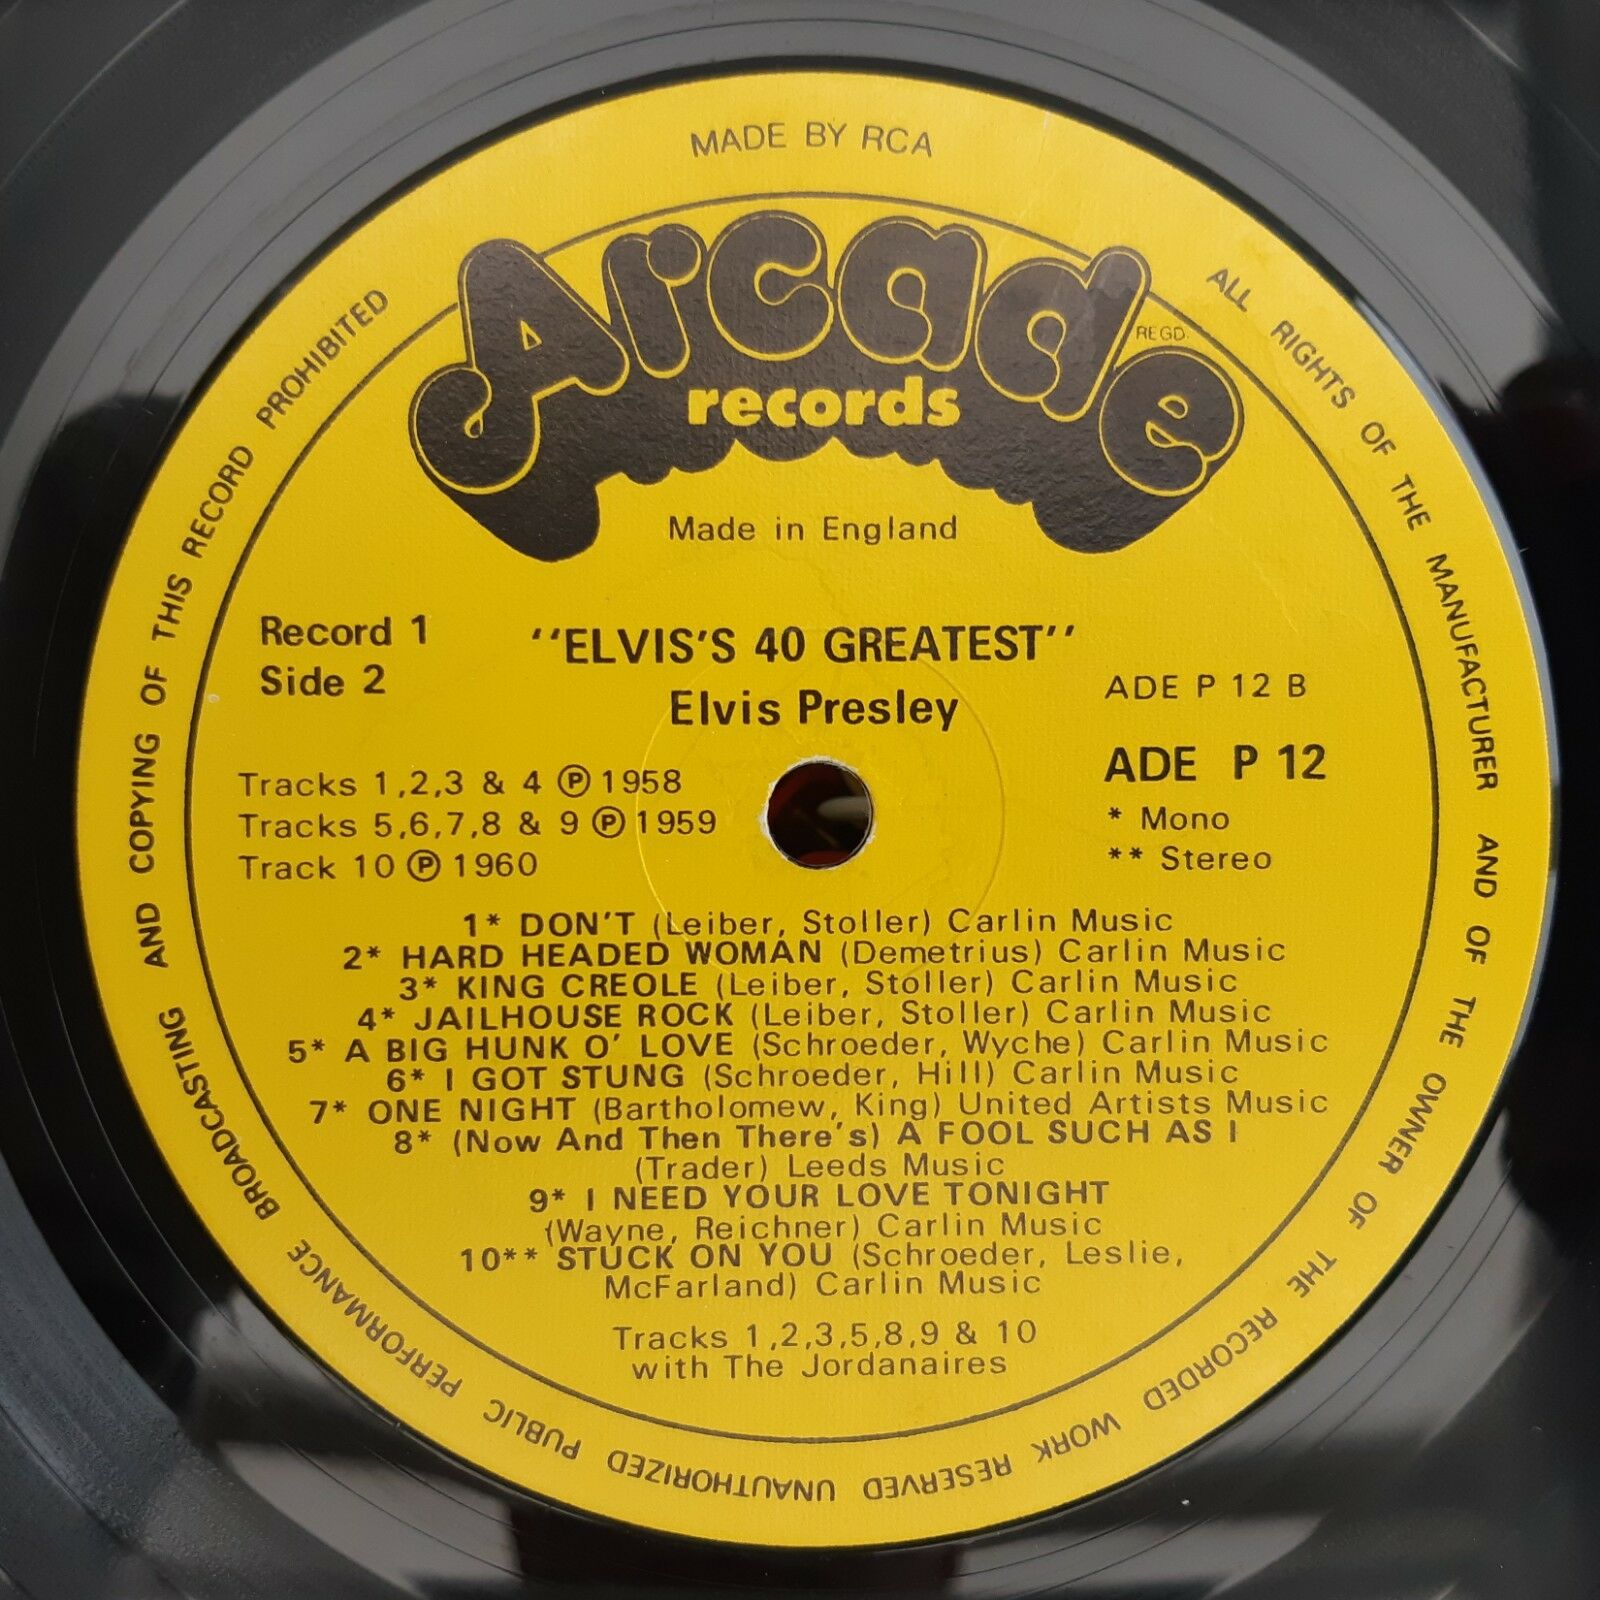 MADE BY RCA
ALL RIGHTS OF THE MANUFACTURER AND OF THE OWNER OF THE RECORDED WORK RESERVED UNAUTHORIZED PUBLIC PERFORMANCE BROADCASTING AND COPYING OF THIS RECORD PROHIBITED
Arcade
REGD.
records
Made in England
Record 1
Side 2
"ELVIS'S 40 GREATEST"
Elvis Presley
ADE P 12 B
ADE P 12
* Mono
** Stereo
Tracks 1,2,3 & 4 ℗ 1958
Tracks 5,6,7,8 & 9 ℗ 1959
Track 10 ℗ 1960
1* DON'T (Leiber, Stoller) Carlin Music
2* HARD HEADED WOMAN (Demetrius) Carlin Music
3* KING CREOLE (Leiber, Stoller) Carlin Music
4* JAILHOUSE ROCK (Leiber, Stoller) Carlin Music
5* A BIG HUNK O' LOVE (Schroeder, Wyche) Carlin Music
6* I GOT STUNG (Schroeder, Hill) Carlin Music
7* ONE NIGHT (Bartholomew, King) United Artists Music
8* (Now And Then There's) A FOOL SUCH AS I
(Trader) Leeds Music
9* I NEED YOUR LOVE TONIGHT
(Wayne, Reichner) Carlin Music
10** STUCK ON YOU (Schroeder, Leslie,
McFarland) Carlin Music
Tracks 1,2,3,5,8,9 & 10
with The Jordanaires